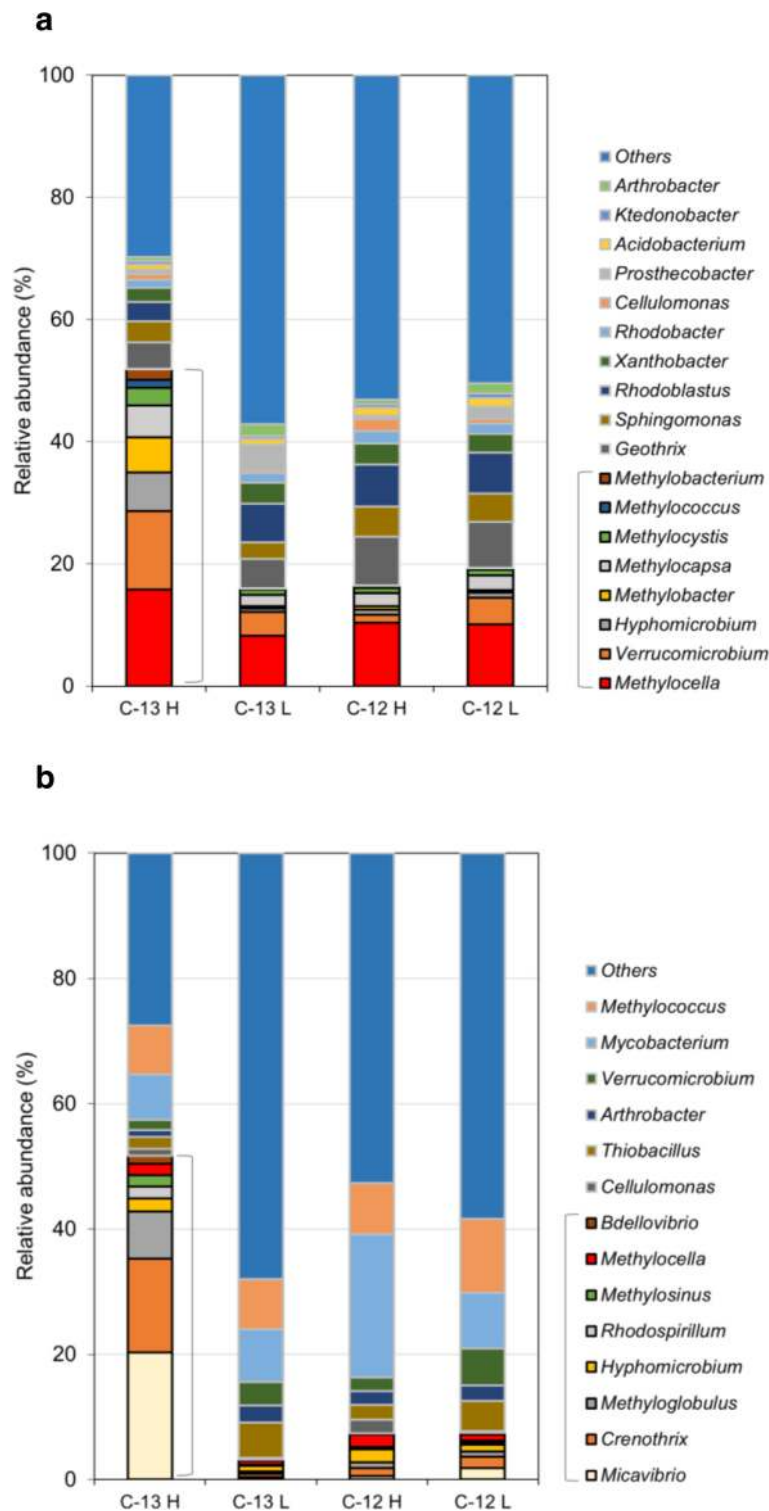 a
100
80
60
40
20
0
Relative abundance (%)
C-13 H
C-13 L
C-12 H
C-12 L
Others
Arthrobacter
Ktedonobacter
Acidobacterium
Prosthecobacter
Cellulomonas
Rhodobacter
Xanthobacter
Rhodoblastus
Sphingomonas
Geothrix
Methylobacterium
Methylococcus
Methylocystis
Methylocapsa
Methylobacter
Hyphomicrobium
Verrucomicrobium
Methylocella
b
100
80
60
40
20
0
Relative abundance (%)
C-13 H
C-13 L
C-12 H
C-12 L
Others
Methylococcus
Mycobacterium
Verrucomicrobium
Arthrobacter
Thiobacillus
Cellulomonas
Bdellovibrio
Methylocella
Methylosinus
Rhodospirillum
Hyphomicrobium
Methyloglobulus
Crenothrix
Micavibrio